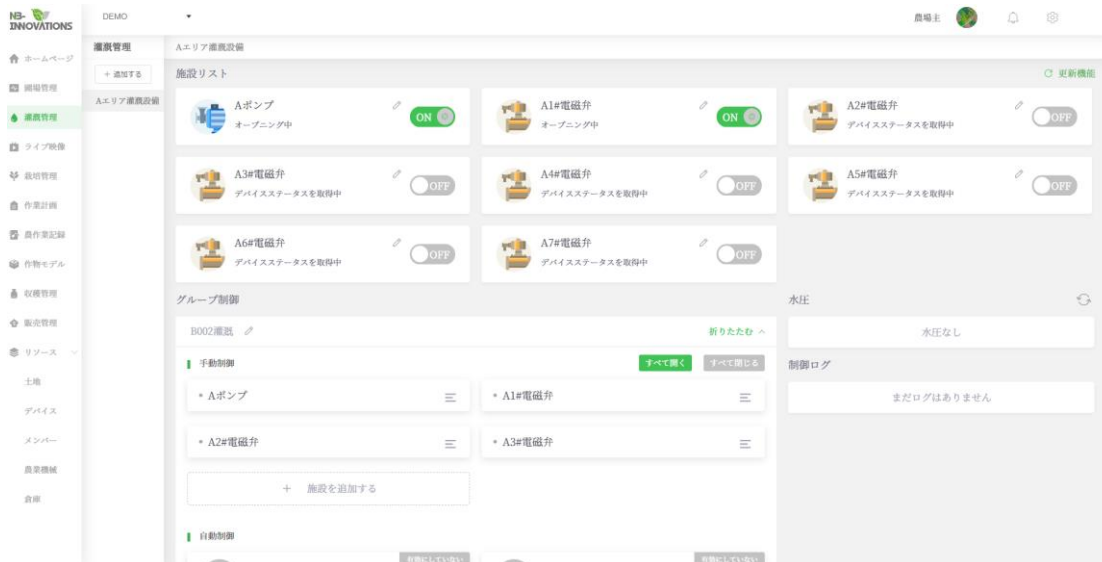 NB-
INNOVATIONS
DEMO
農場主
ホームページ
圃場管理
灌漑管理
ライブ映像
栽培管理
作業計画
農作業記録
作物モデル
収穫管理
販売管理
リソース
土地
デバイス
メンバー
農業機械
倉庫
灌漑管理
+ 追加する
Aエリア灌漑設備
Aエリア灌漑設備
施設リスト
更新機能
Aポンプ
オープニング中
ON
A1#電磁弁
オープニング中
ON
A2#電磁弁
デバイスステータスを取得中
OFF
A3#電磁弁
デバイスステータスを取得中
OFF
A4#電磁弁
デバイスステータスを取得中
OFF
A5#電磁弁
デバイスステータスを取得中
OFF
A6#電磁弁
デバイスステータスを取得中
OFF
A7#電磁弁
デバイスステータスを取得中
OFF
グループ制御
B002灌漑
折りたたむ
手動制御
すべて開く
すべて閉じる
Aポンプ
A1#電磁弁
A2#電磁弁
A3#電磁弁
+ 施設を追加する
自動制御
有効にしていない
有効にしていない
水圧
水圧なし
制御ログ
まだログはありません